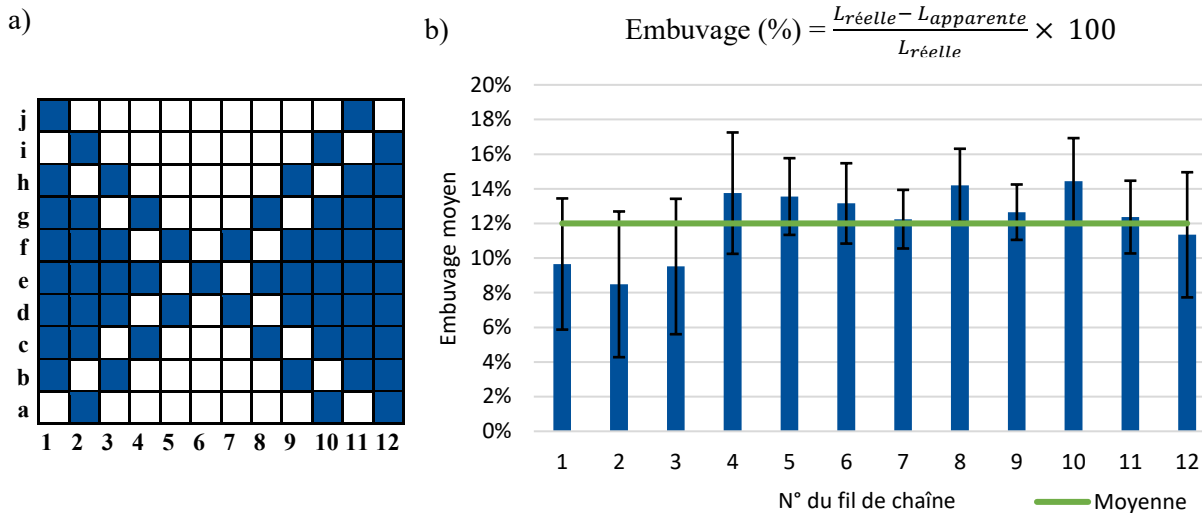 a)
j
i
h
g
f
e
d
c
b
a
1 2 3 4 5 6 7 8 9 10 11 12
b)
Embuvage (%) = (L_réelle − L_apparente) / L_réelle × 100
20%
18%
16%
14%
12%
10%
8%
6%
4%
2%
0%
Embuvage moyen
1 2 3 4 5 6 7 8 9 10 11 12
N° du fil de chaîne
Moyenne